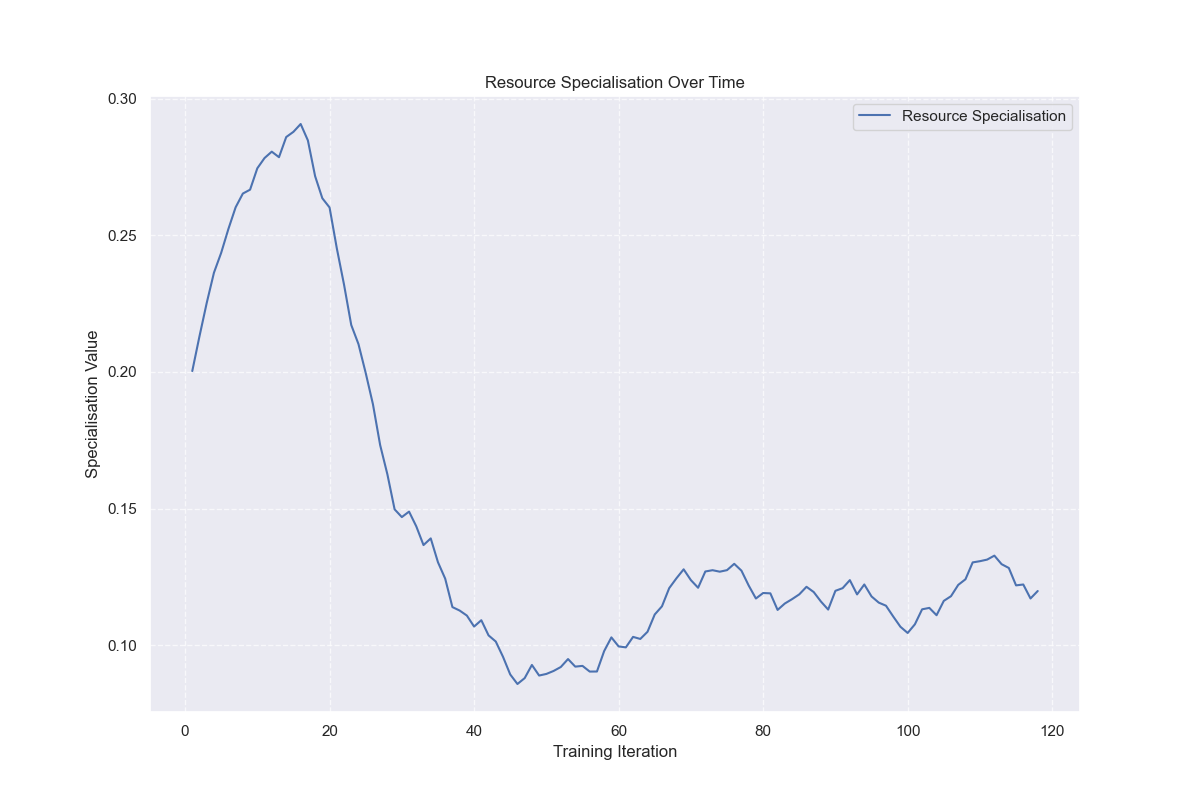 Resource Specialisation Over Time
Resource Specialisation
0.30
0.25
0.20
0.15
0.10
Specialisation Value
0 20 40 60 80 100 120
Training Iteration